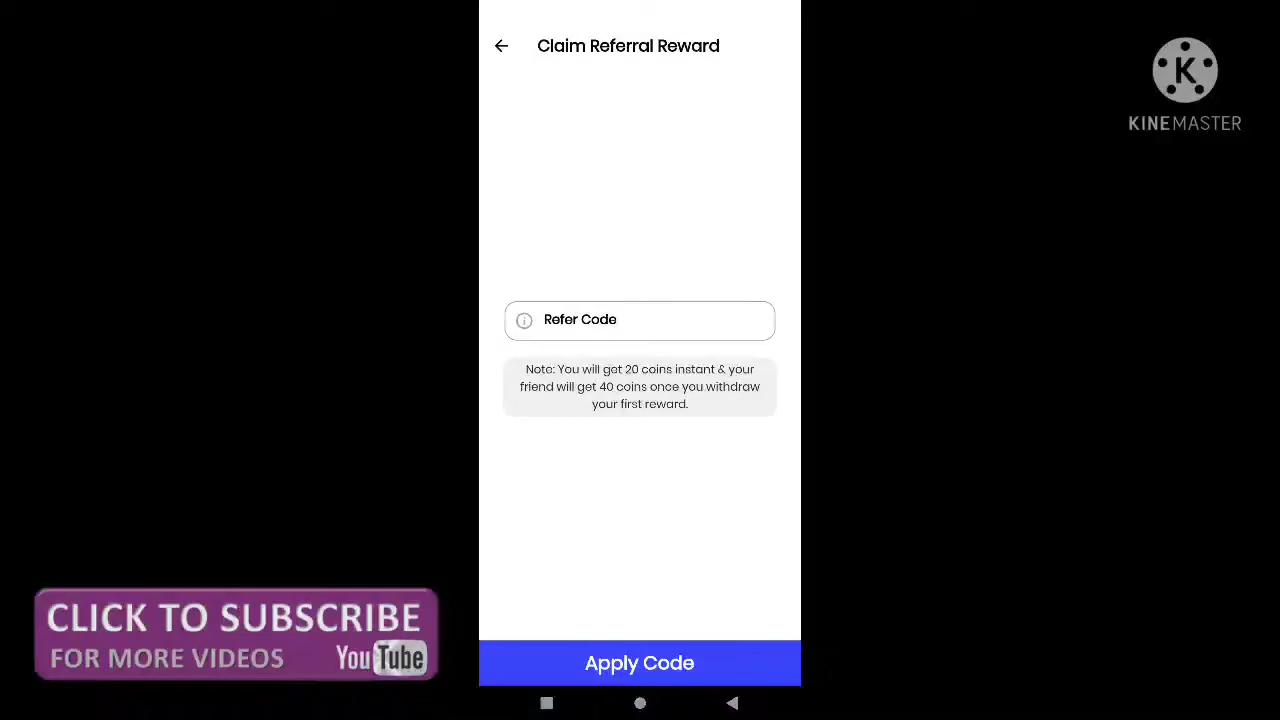 Claim Referral Reward
K
KINEMASTER
Refer Code
Note: You will get 20 coins instant & your
friend will get 40 coins once you withdraw
your first reward.
CLICK TO SUBSCRIBE
FOR MORE VIDEOS YouTube
Apply Code